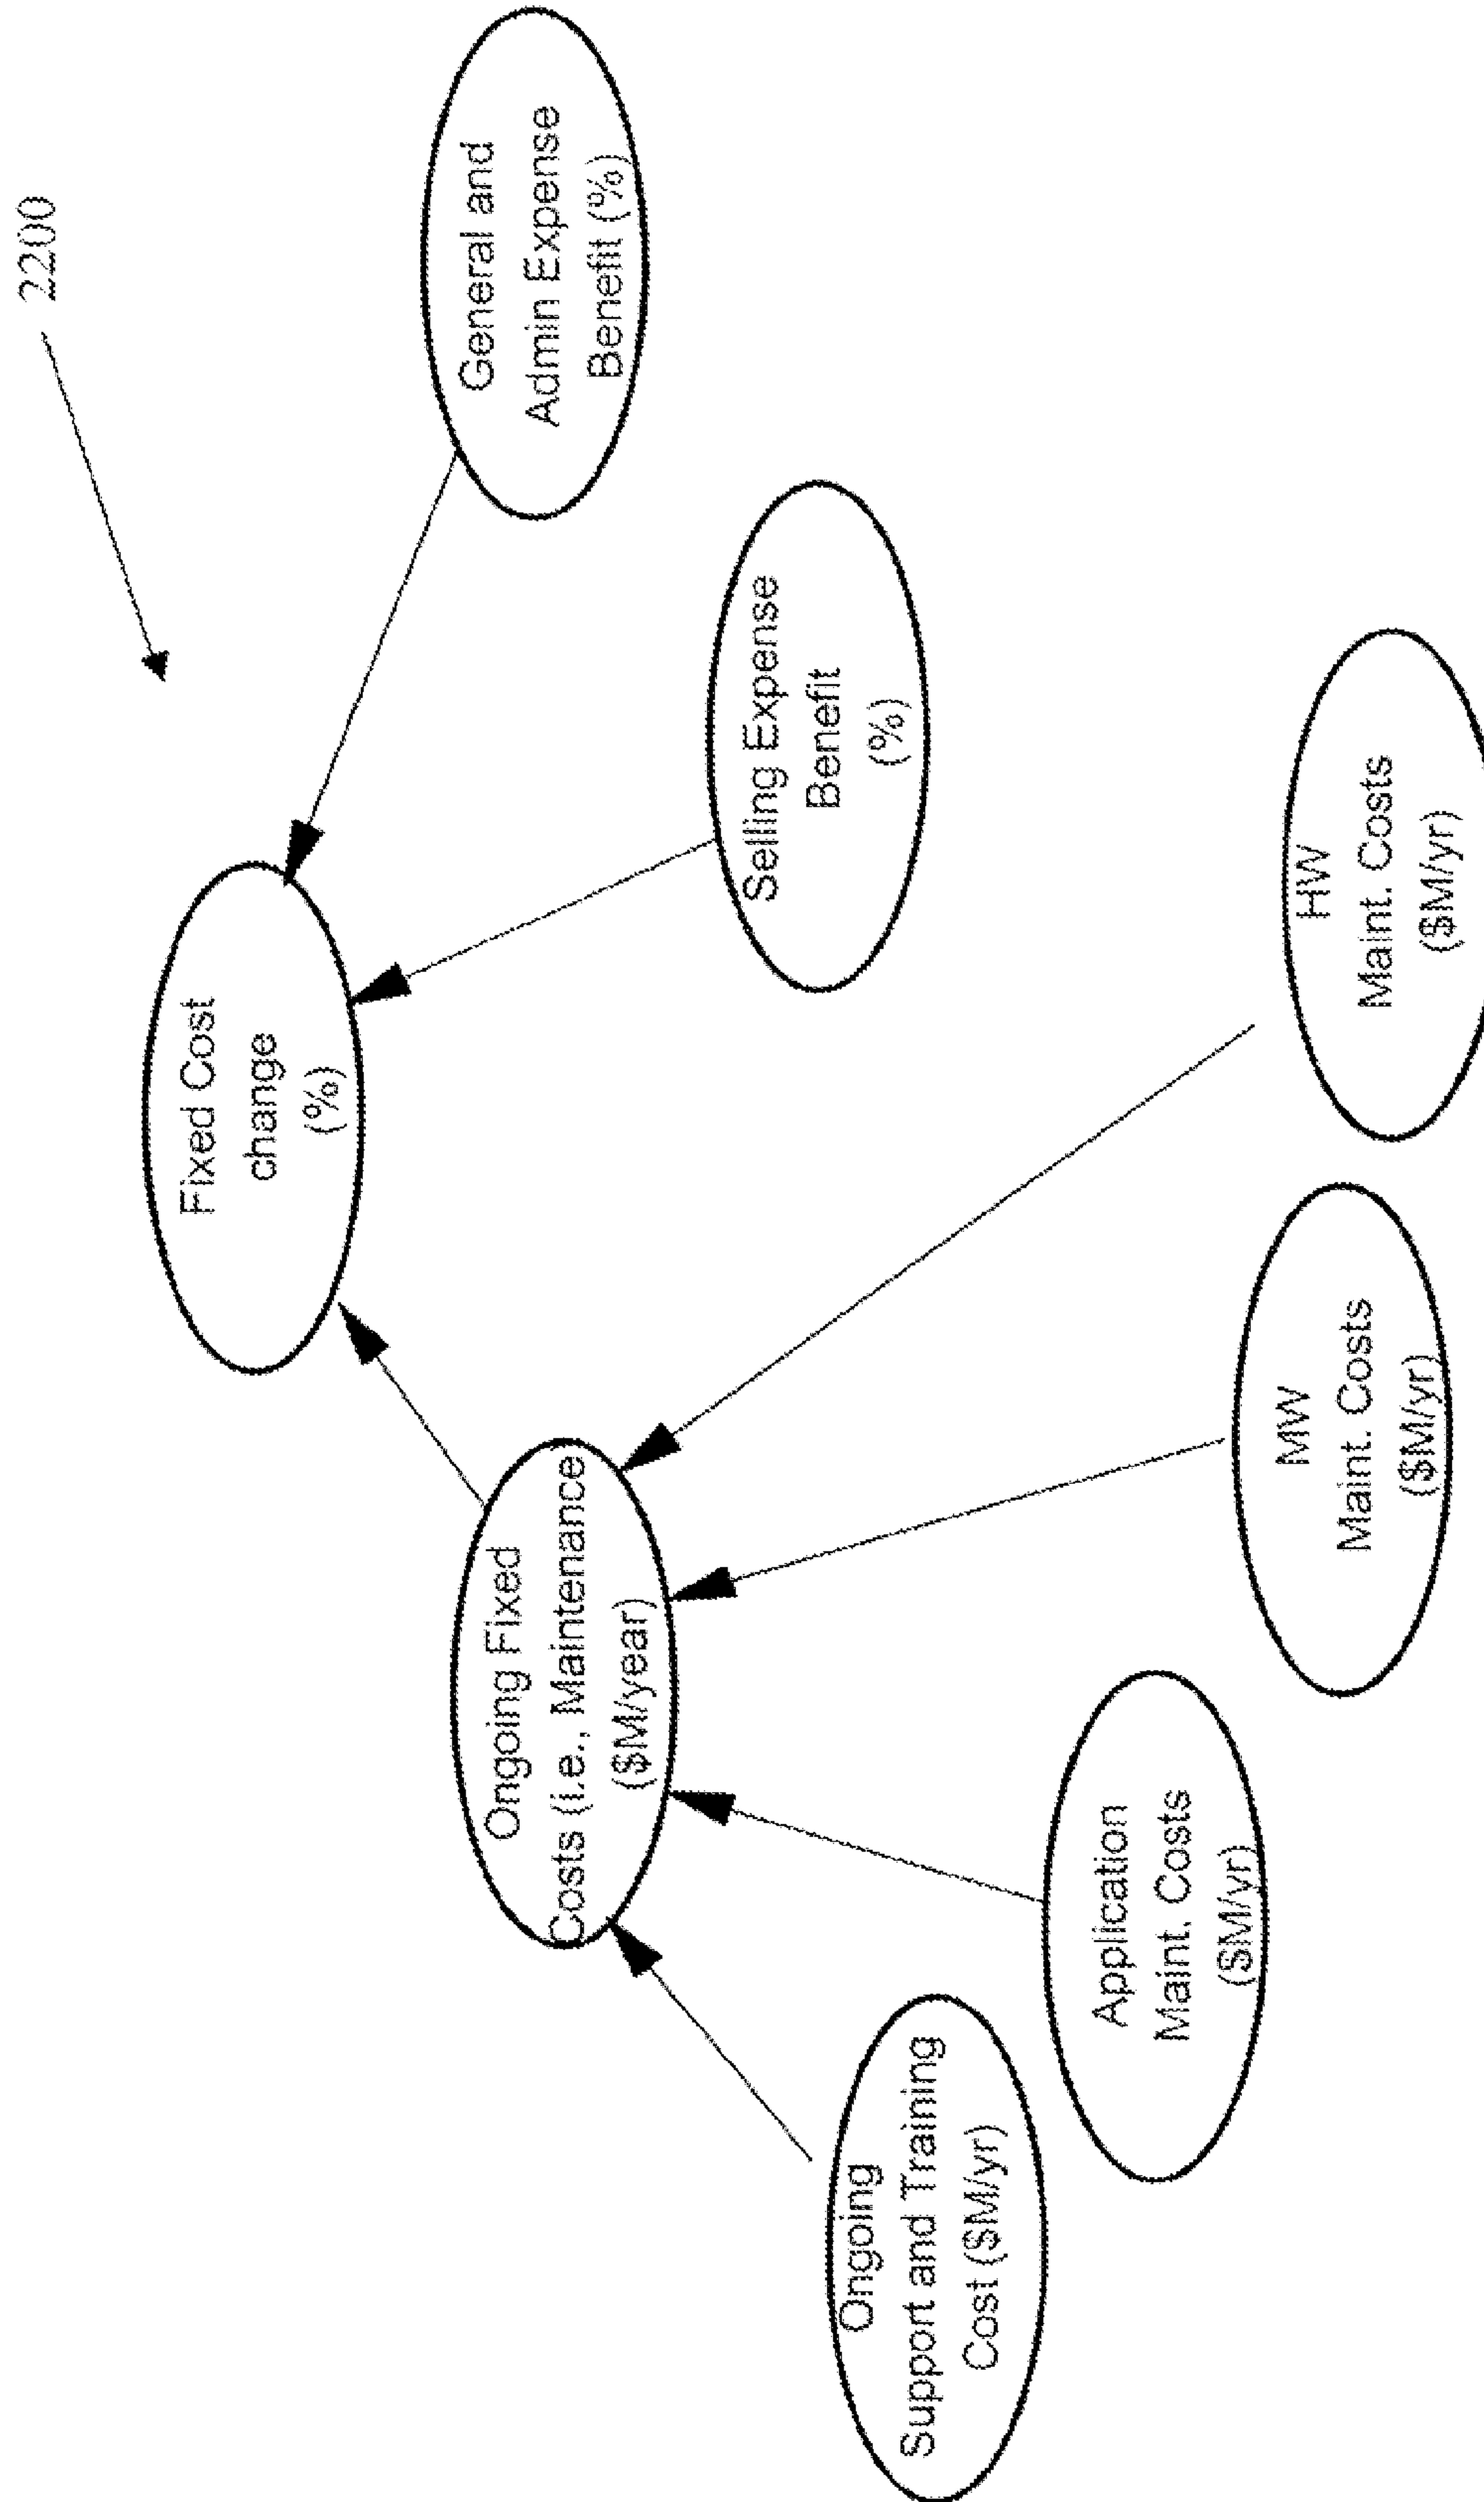 2200
Fixed Cost
change
(%)
General and
Admin Expense
Benefit (%)
Selling Expense
Benefit
(%)
Ongoing Fixed
Costs (i.e., Maintenance
($M/year)
Ongoing
Support and Training
Cost ($M/yr)
Application
Maint. Costs
($M/yr)
MW
Maint. Costs
($M/yr)
HW
Maint. Costs
($M/yr)